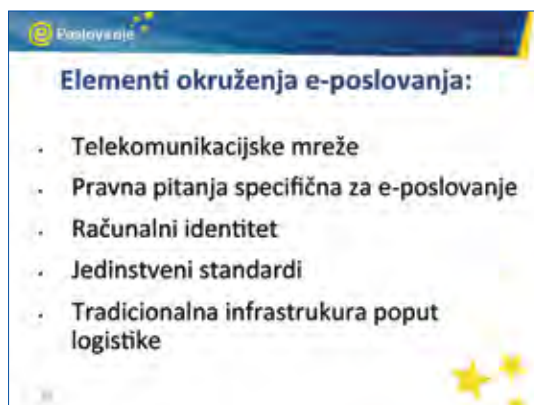 e Poslovanje
Elementi okruženja e-poslovanja:
Telekomunikacijske mreže
Pravna pitanja specifična za e-poslovanje
Računalni identitet
Jedinstveni standardi
Tradicionalna infrastrukura poput
logistike